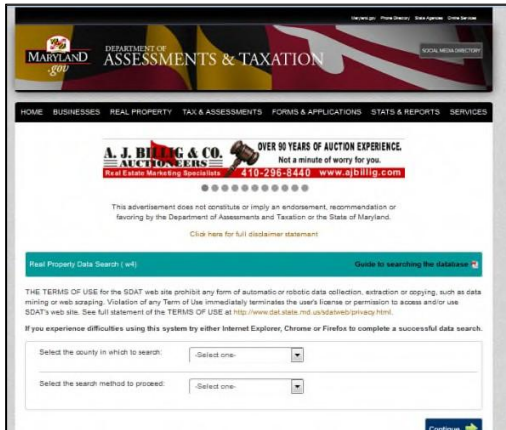 Maryland.gov Phone Directory State Agencies Online Services
MARYLAND
.gov
DEPARTMENT OF
ASSESSMENTS & TAXATION
SOCIAL MEDIA DIRECTORY
HOME BUSINESSES REAL PROPERTY TAX & ASSESSMENTS FORMS & APPLICATIONS STATS & REPORTS SERVICES
A. J. BILLIG & CO.
AUCTIONEERS
Real Estate Marketing Specialists
OVER 90 YEARS OF AUCTION EXPERIENCE.
Not a minute of worry for you.
410-296-8440 www.ajbillig.com
This advertisement does not constitute or imply an endorsement, recommendation or
favoring by the Department of Assessments and Taxation or the State of Maryland.
Click here for full disclaimer statement
Real Property Data Search ( w4)
Guide to searching the database
THE TERMS OF USE for the SDAT web site prohibit any form of automatic or robotic data collection, extraction or copying, such as data
mining or web scraping. Violation of any Term of Use immediately terminates the user's license or permission to access and/or use
SDAT's web site. See full statement of the TERMS OF USE at http://www.dat.state.md.us/sdatweb/privacy.html.
If you experience difficulties using this system try either Internet Explorer, Chrome or Firefox to complete a successful data search.
Select the county in which to search: -Select one-
Select the search method to proceed: -Select one-
Continue